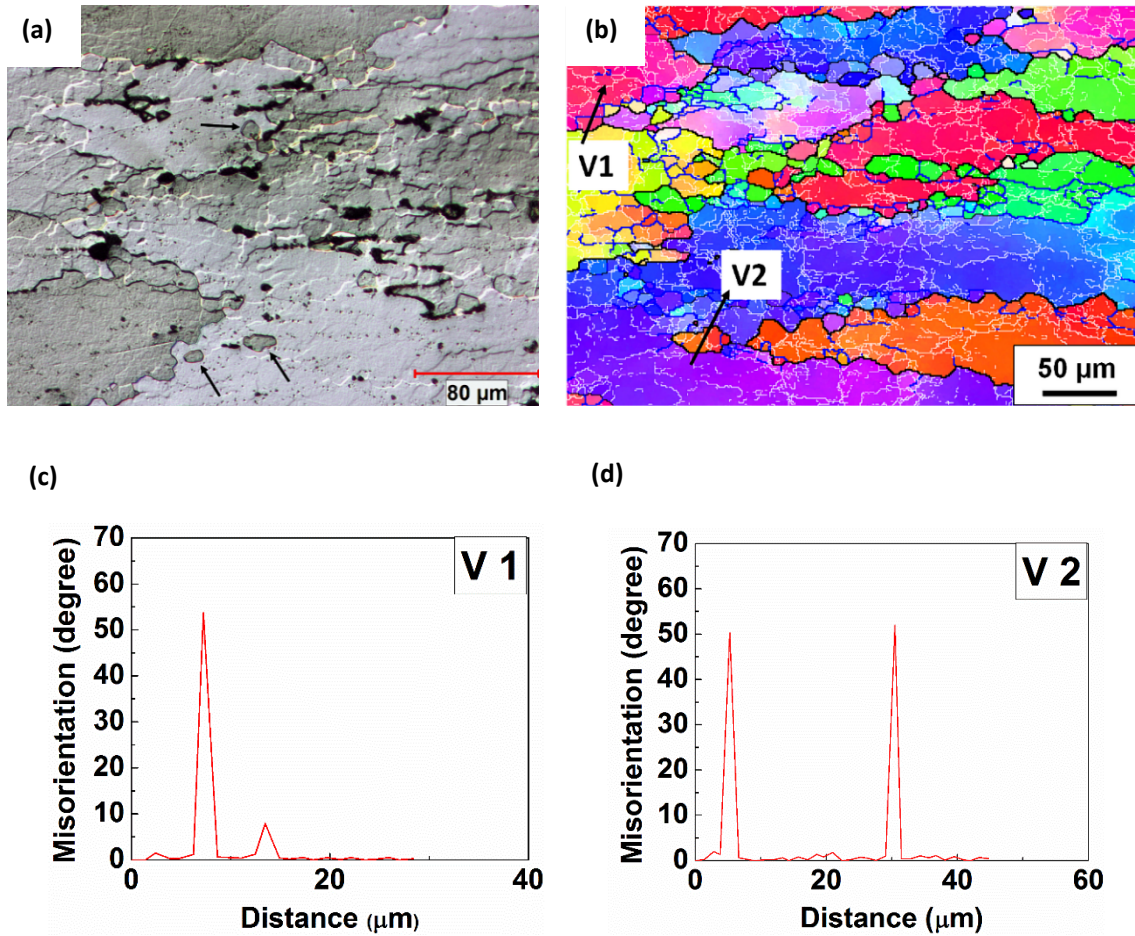 (a)
80 μm
(b)
V1
V2
50 μm
(c)
V 1
70
60
50
40
30
20
10
0
Misorientation (degree)
0 20 40
Distance (μm)
(d)
V 2
70
60
50
40
30
20
10
0
Misorientation (degree)
0 20 40 60
Distance (μm)